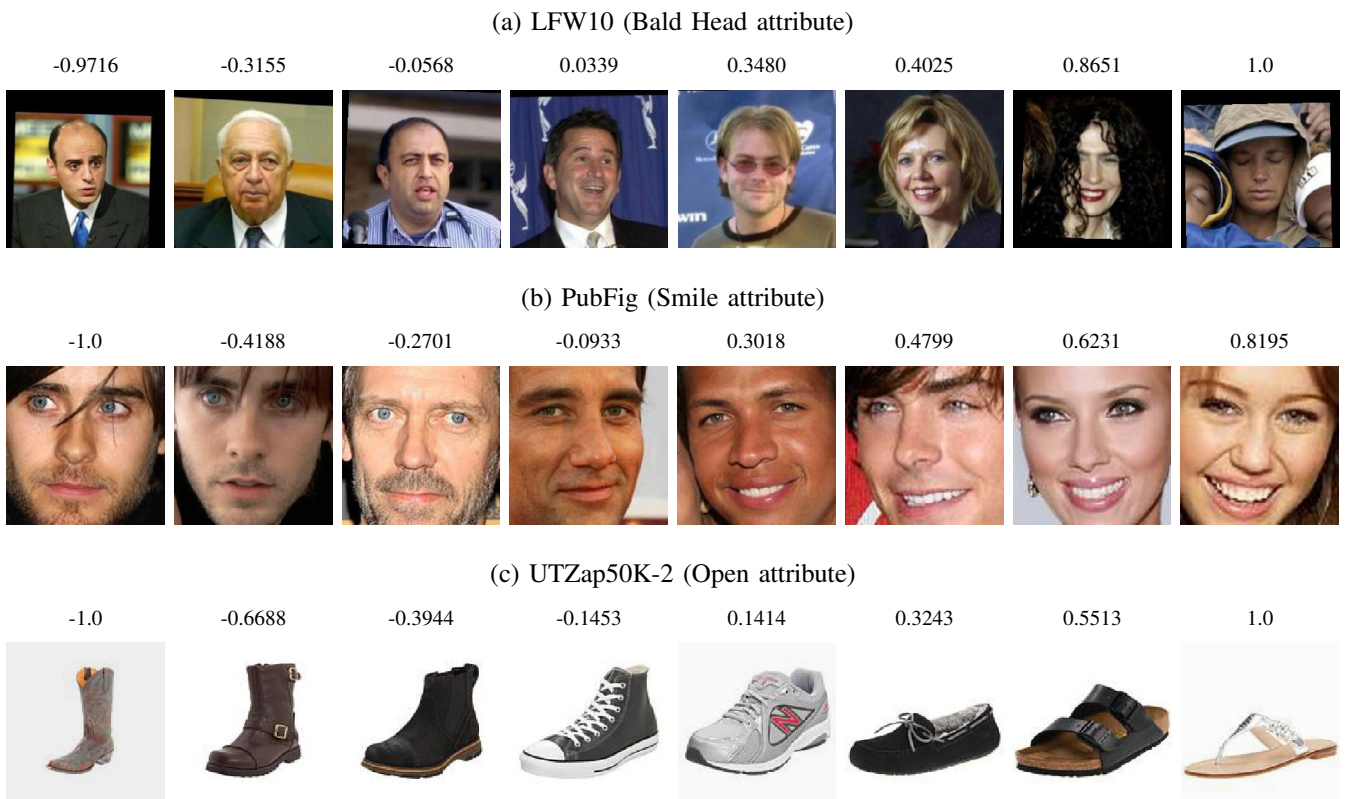 (a) LFW10 (Bald Head attribute)
-0.9716 -0.3155 -0.0568 0.0339 0.3480 0.4025 0.8651 1.0
win
(b) PubFig (Smile attribute)
-1.0 -0.4188 -0.2701 -0.0933 0.3018 0.4799 0.6231 0.8195
(c) UTZap50K-2 (Open attribute)
-1.0 -0.6688 -0.3944 -0.1453 0.1414 0.3243 0.5513 1.0
N